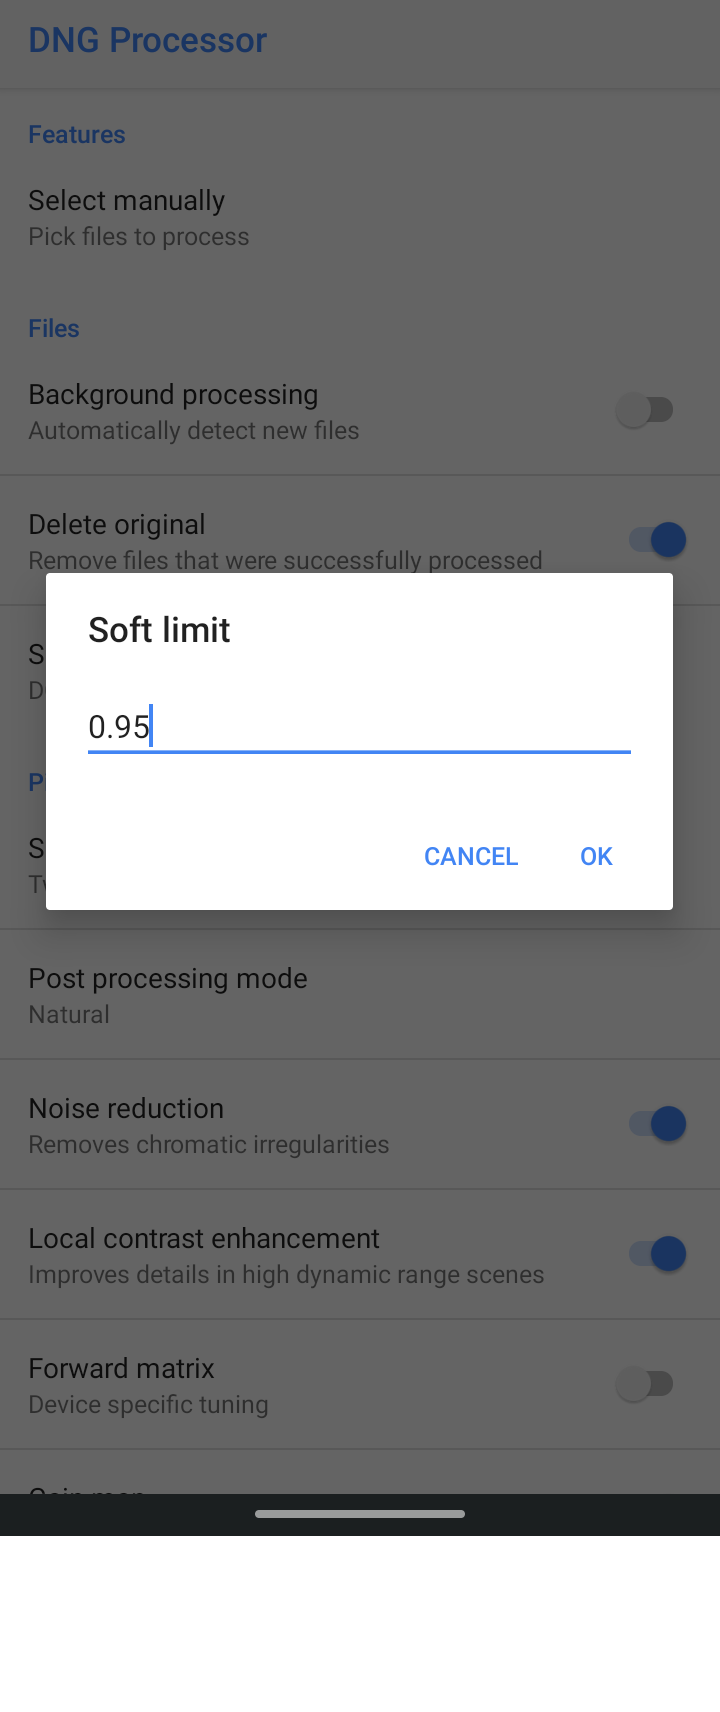 DNG Processor
Features
Select manually
Pick files to process
Files
Background processing
Automatically detect new files
Delete original
Remove files that were successfully processed
Soft limit
0.95
CANCEL
OK
Post processing mode
Natural
Noise reduction
Removes chromatic irregularities
Local contrast enhancement
Improves details in high dynamic range scenes
Forward matrix
Device specific tuning